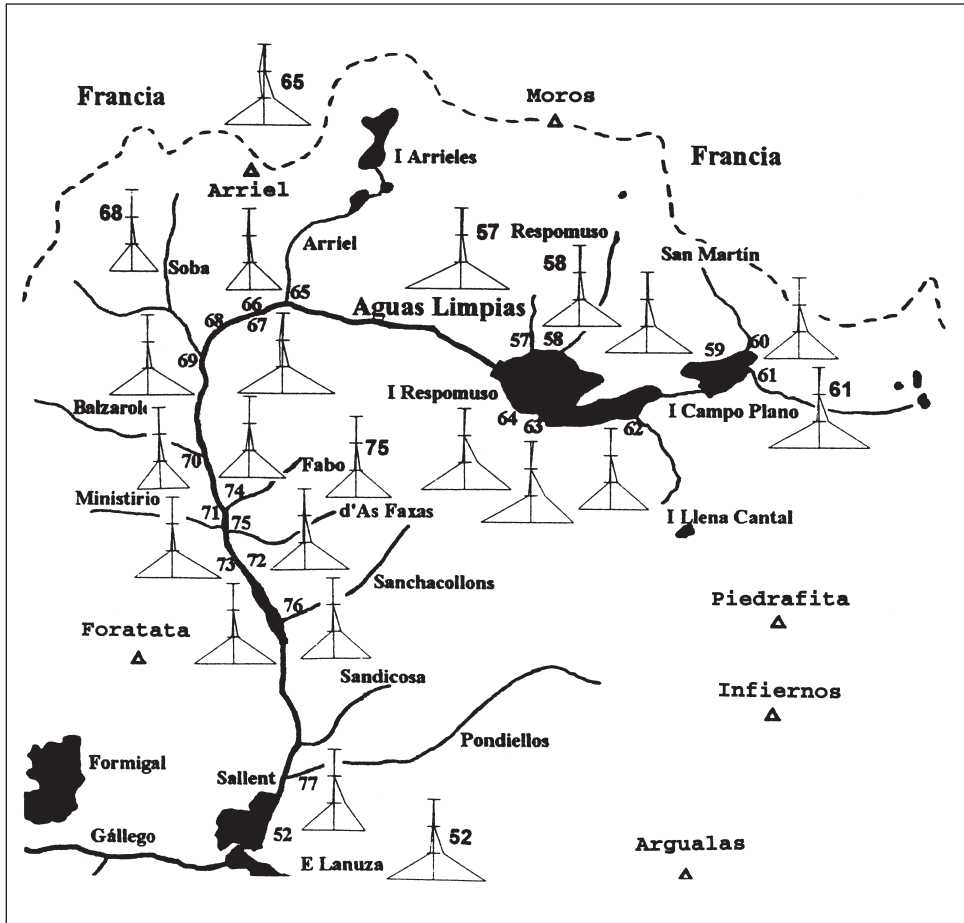 65
Francia
Moros
I Arrieles
Francia
Arriel
68
57
Respomuso
Arriel
San Martín
58
Soba
66
65
Aguas Limpias
68
67
57
58
59
60
69
61
I Respomuso
61
I Campo Plano
64
63
62
Balzarole
75
70
Fabo
74
Ministirio
71
75
d'As Faxas
I Llena Cantal
73
72
Sanchacollons
76
Piedrafita
Foratata
Sandicosa
Infiernos
Pondiellos
Formigal
Sallent
77
52
52
Gállego
E Lanuza
Argualas